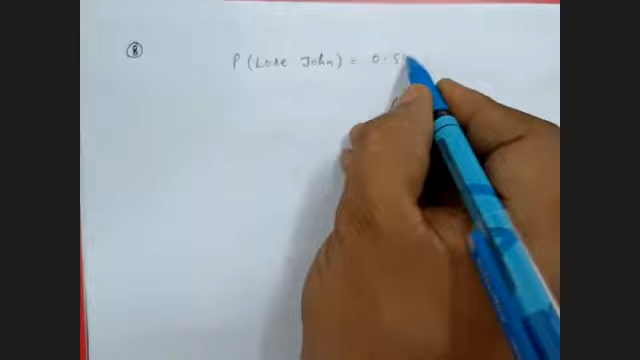 ⑧ P (Lose John) = 0.5